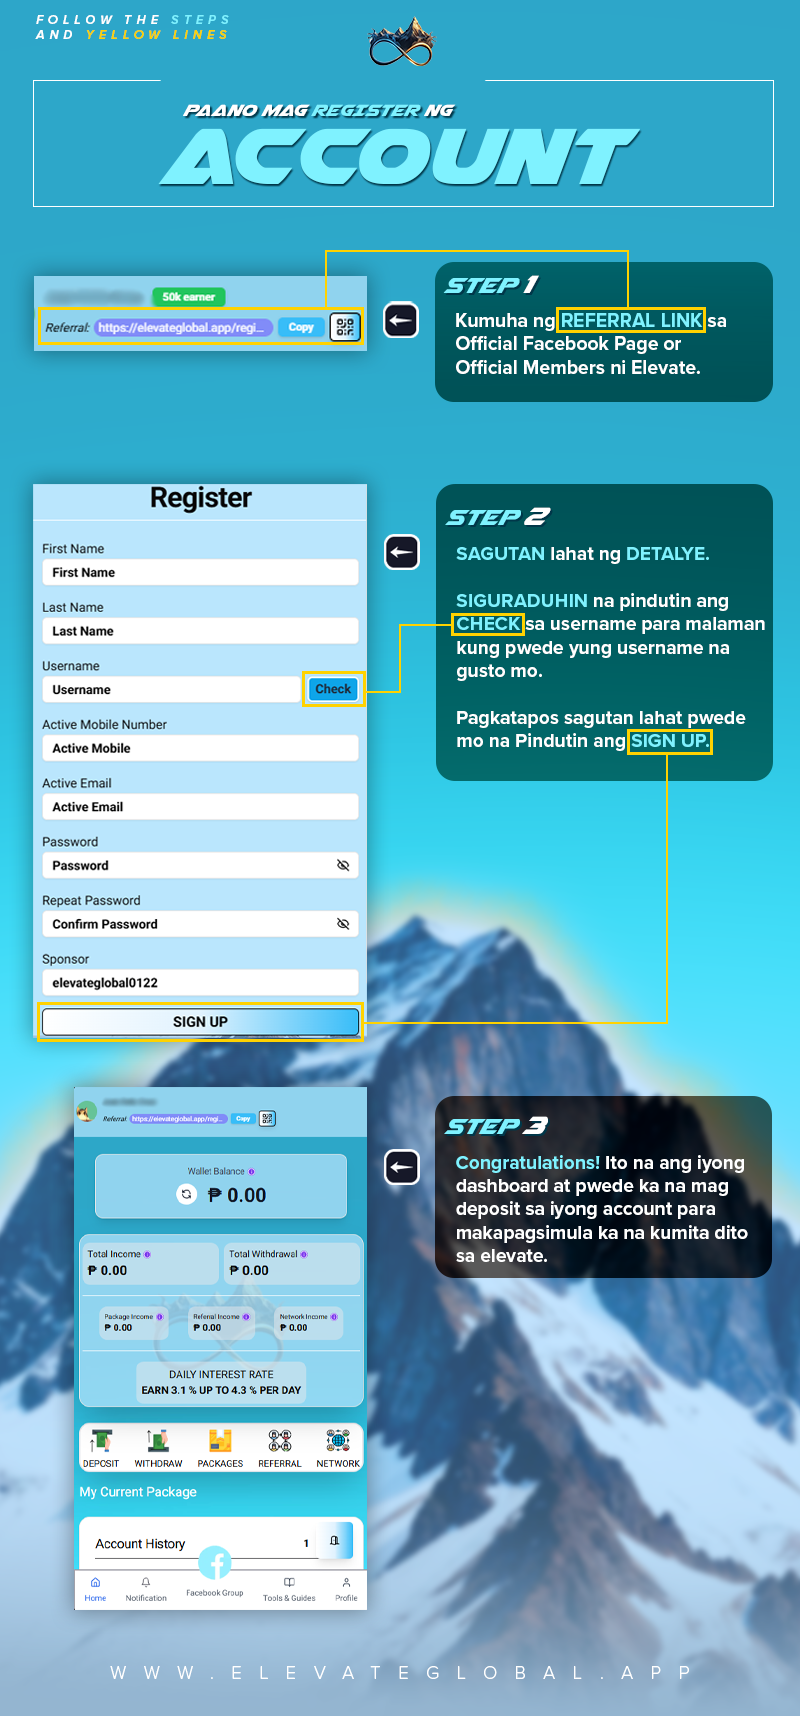 FOLLOW THE STEPS
AND YELLOW LINES
PAANO MAG REGISTER NG
ACCOUNT
50k earner
Referral: https://elevateglobal.app/regi... Copy
STEP 1
Kumuha ng REFERRAL LINK sa
Official Facebook Page or
Official Members ni Elevate.
Register
First Name
First Name
Last Name
Last Name
Username
Username Check
Active Mobile Number
Active Mobile
Active Email
Active Email
Password
Password
Repeat Password
Confirm Password
Sponsor
elevateglobal0122
SIGN UP
STEP 2
SAGUTAN lahat ng DETALYE.
SIGURADUHIN na pindutin ang
CHECK sa username para malaman
kung pwede yung username na
gusto mo.
Pagkatapos sagutan lahat pwede
mo na Pindutin ang SIGN UP.
Referral: https://elevateglobal.app/regi... Copy
Wallet Balance
₱ 0.00
Total Income Total Withdrawal
₱ 0.00 ₱ 0.00
Package Income Referral Income Network Income
₱ 0.00 ₱ 0.00 ₱ 0.00
DAILY INTEREST RATE
EARN 3.1 % UP TO 4.3 % PER DAY
DEPOSIT WITHDRAW PACKAGES REFERRAL NETWORK
My Current Package
Account History 1
Home Notification Facebook Group Tools & Guides Profile
STEP 3
Congratulations! Ito na ang iyong
dashboard at pwede ka na mag
deposit sa iyong account para
makapagsimula ka na kumita dito
sa elevate.
WWW.ELEVATEGLOBAL.APP